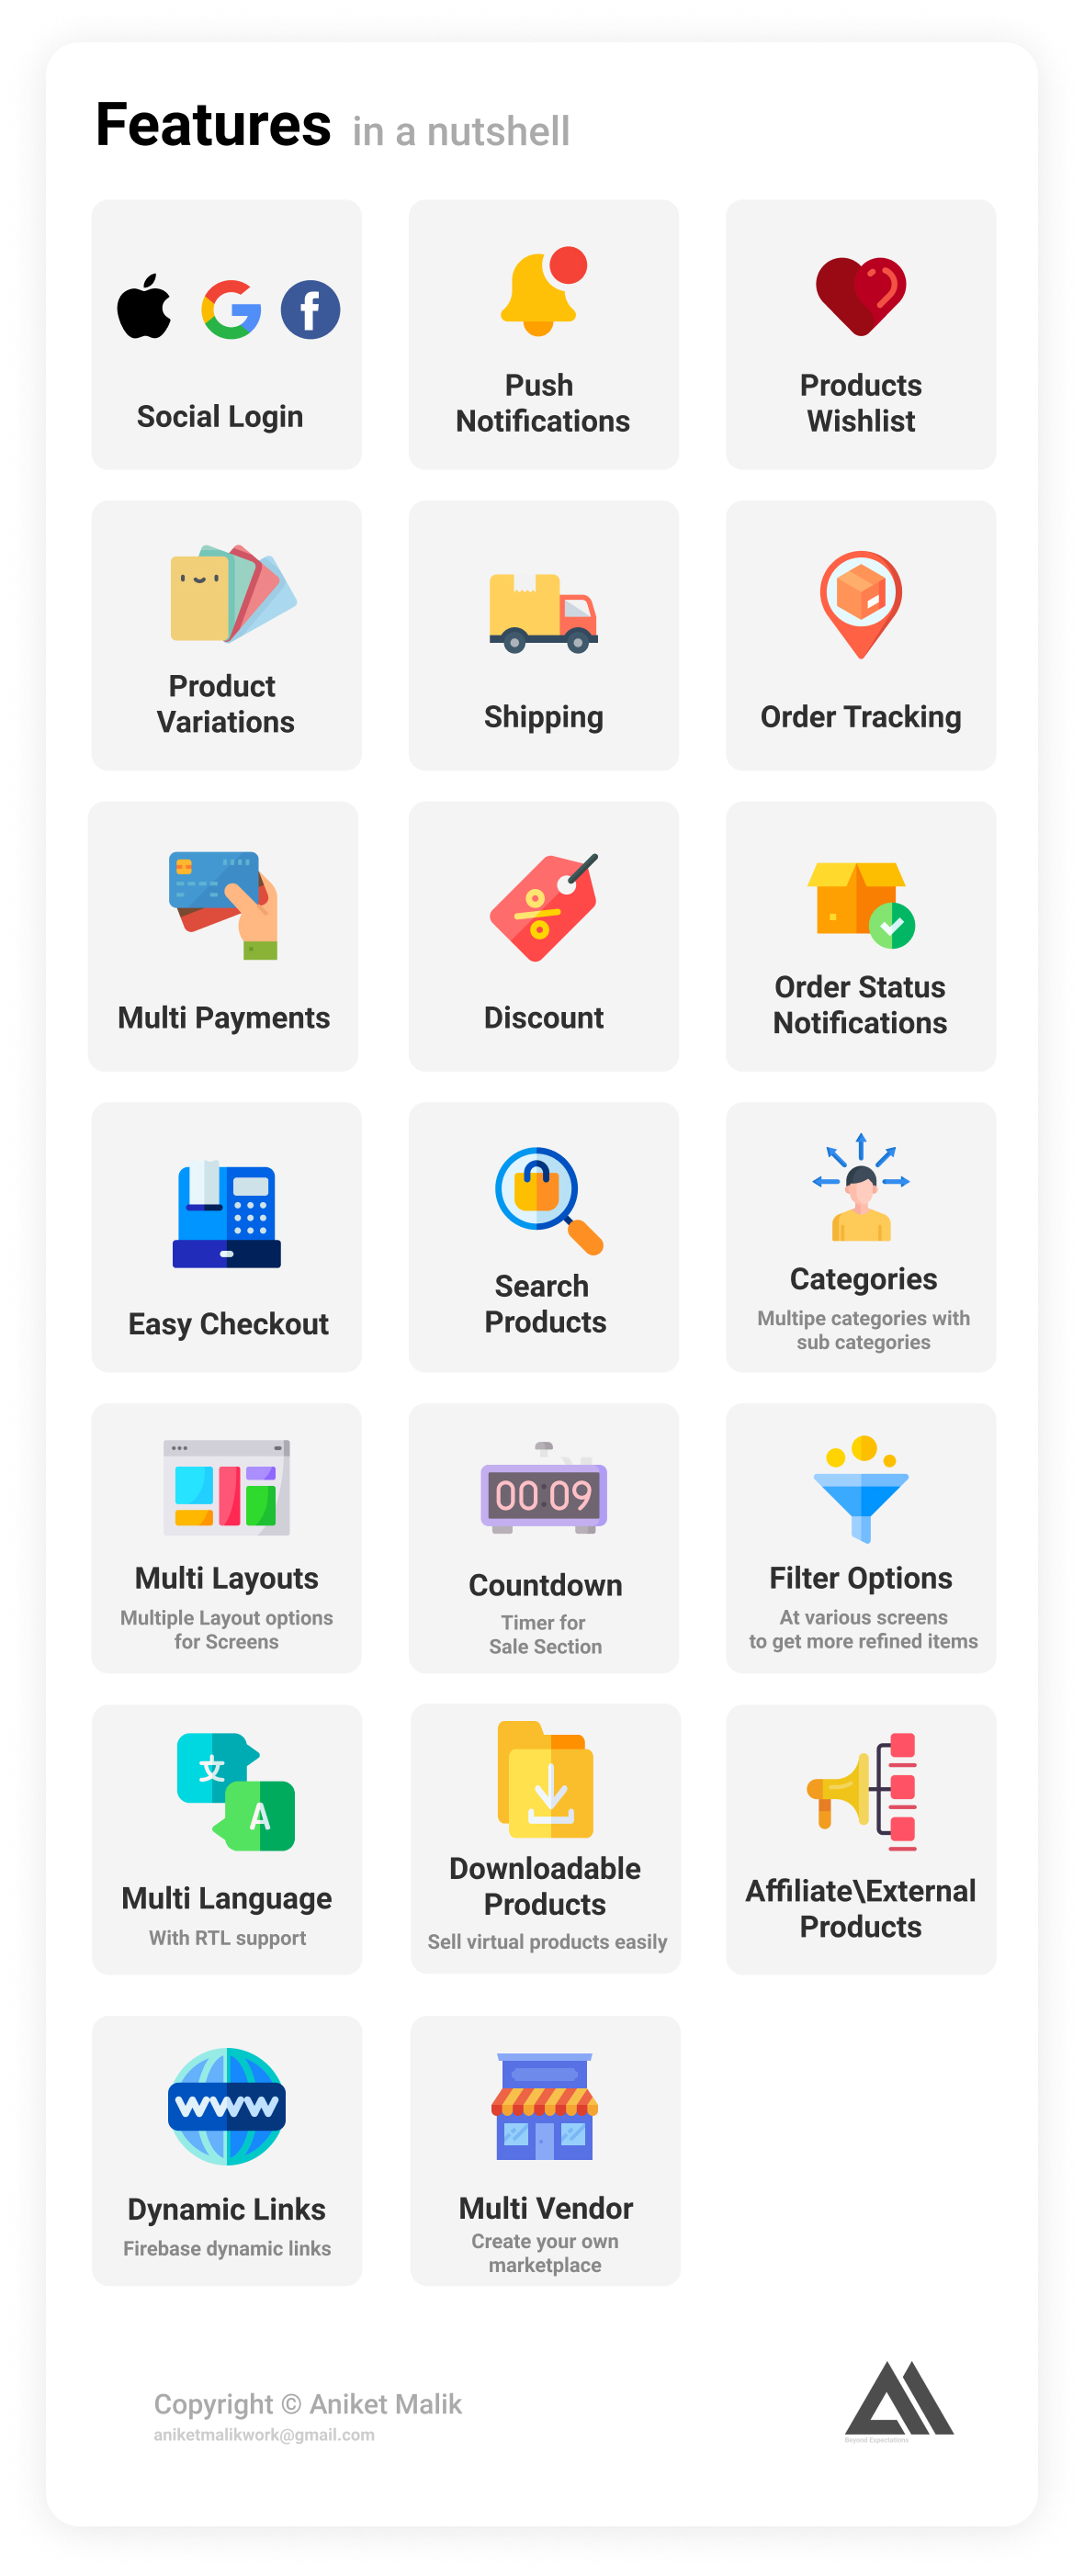 Features in a nutshell
Social Login
Push
Notifications
Products
Wishlist
Product
Variations
Shipping
Order Tracking
Multi Payments
Discount
Order Status
Notifications
Easy Checkout
Search
Products
Categories
Multipe categories with
sub categories
Multi Layouts
Multiple Layout options
for Screens
00:09
Countdown
Timer for
Sale Section
Filter Options
At various screens
to get more refined items
文
A
Multi Language
With RTL support
Downloadable
Products
Sell virtual products easily
Affiliate\External
Products
www
Dynamic Links
Firebase dynamic links
Multi Vendor
Create your own
marketplace
Copyright © Aniket Malik
aniketmalikwork@gmail.com
Beyond Expectations